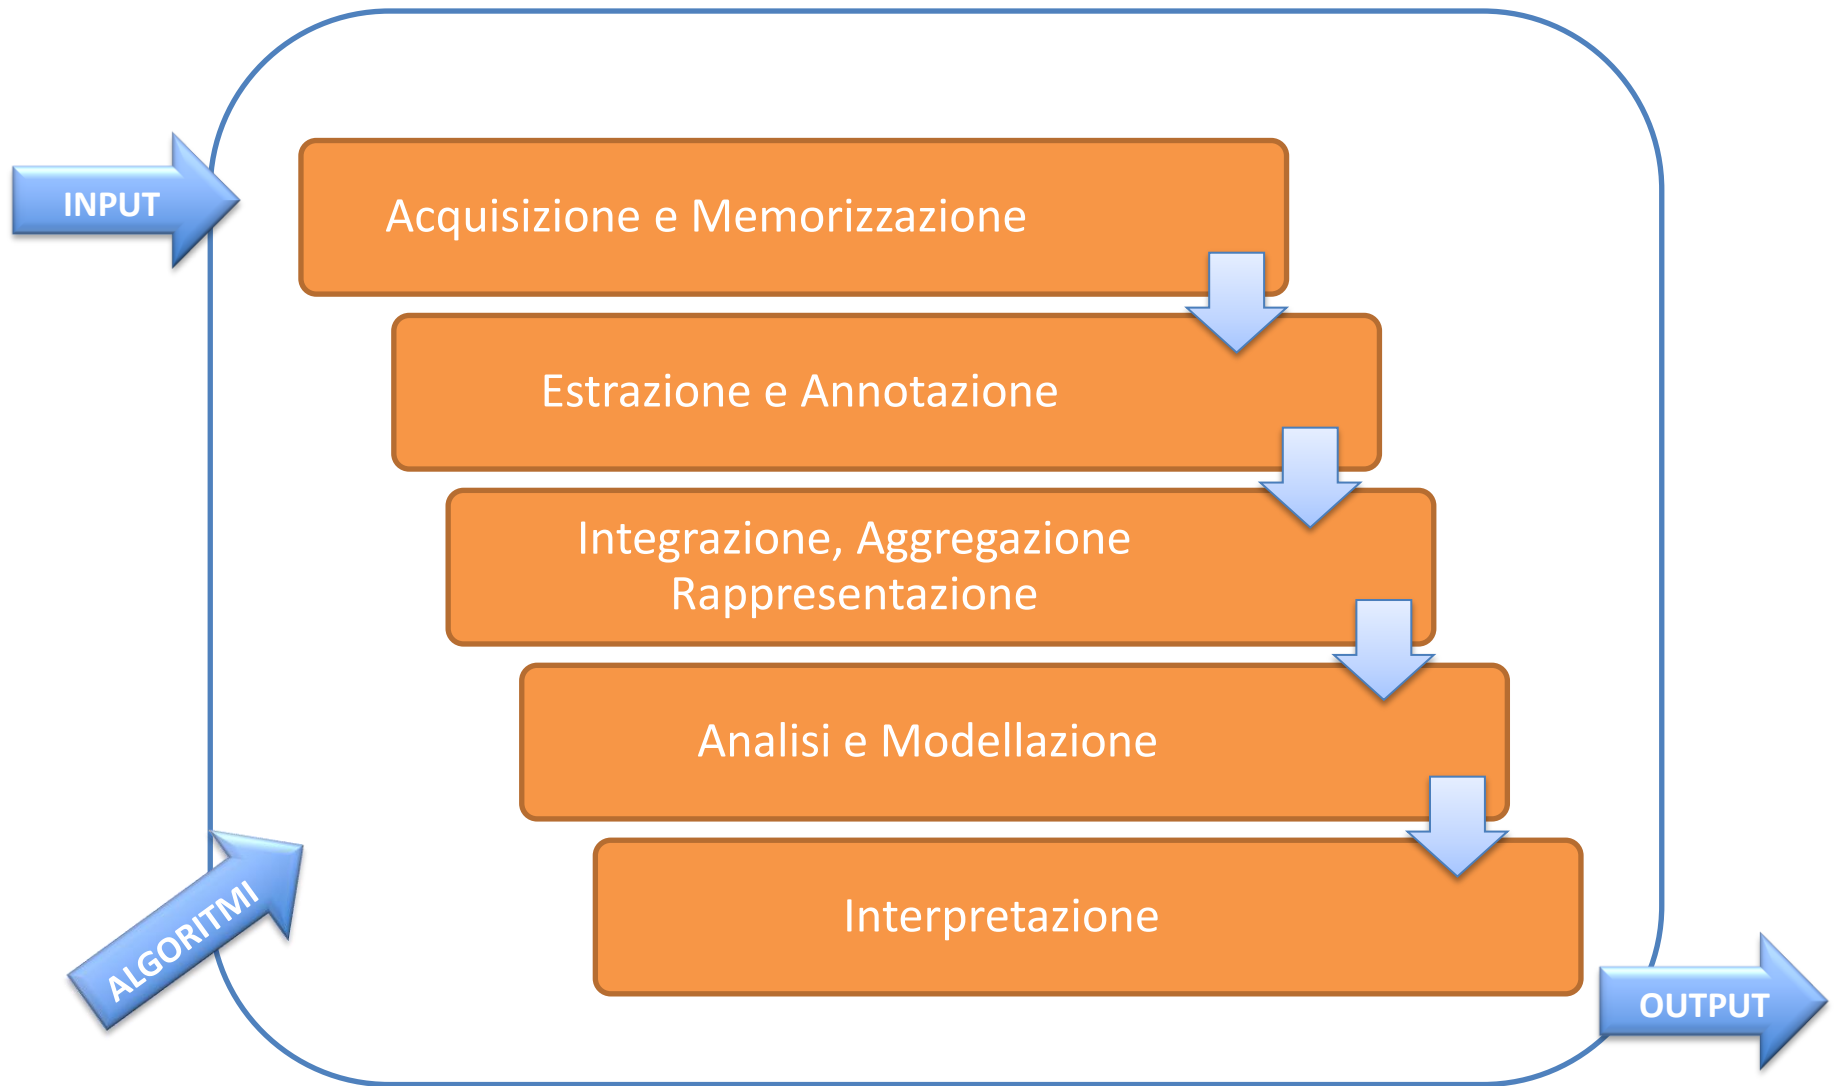 INPUT
Acquisizione e Memorizzazione
Estrazione e Annotazione
Integrazione, Aggregazione
Rappresentazione
Analisi e Modellazione
ALGORITMI
Interpretazione
OUTPUT